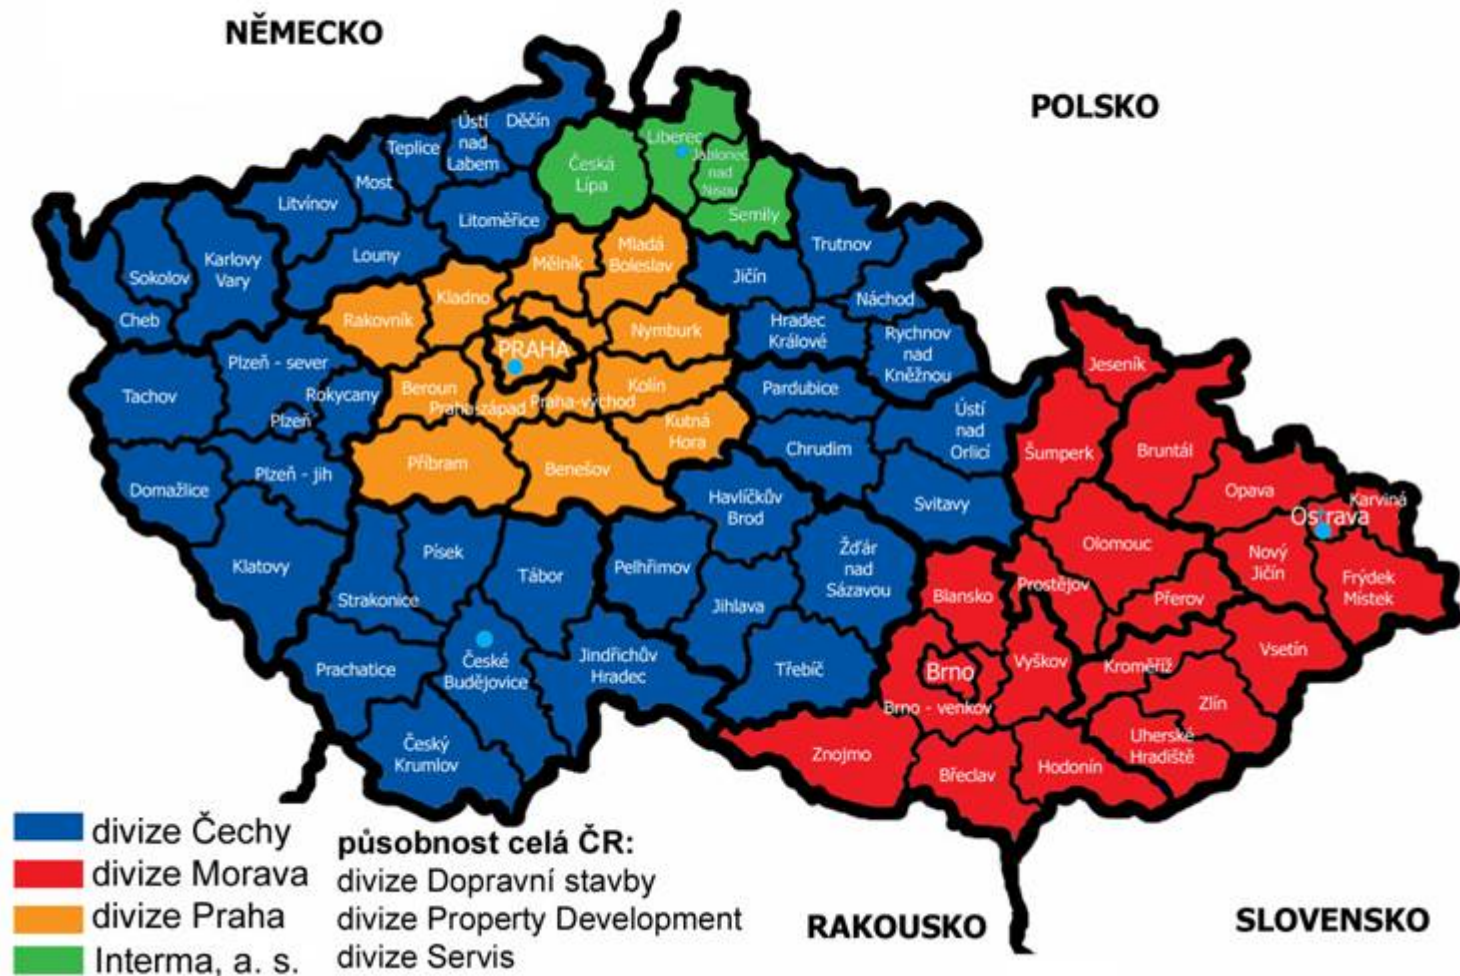 NĚMECKO
POLSKO
Ústí
nad
Labem
Děčín
Teplice
Most
Litvínov
Česká
Lípa
Liberec
Jablonec
nad
Nisou
Semily
Litoměřice
Louny
Karlovy
Vary
Sokolov
Cheb
Mělník
Mladá
Boleslav
Kladno
Rakovník
Jičín
Trutnov
Náchod
Hradec
Králové
Rychnov
nad
Kněžnou
Nymburk
PRAHA
Plzeň - sever
Rokycany
Plzeň
Tachov
Beroun
Praha-západ
Praha-východ
Kolín
Kutná
Hora
Pardubice
Chrudim
Ústí
nad
Orlicí
Jeseník
Šumperk
Bruntál
Domažlice
Plzeň - jih
Příbram
Benešov
Havlíčkův
Brod
Svitavy
Opava
Karviná
Ostrava
Klatovy
Písek
Strakonice
Tábor
Pelhřimov
Jihlava
Žďár
nad
Sázavou
Blansko
Prostějov
Olomouc
Přerov
Nový
Jičín
Frýdek
Místek
Prachatice
České
Budějovice
Jindřichův
Hradec
Třebíč
Brno
Brno - venkov
Vyškov
Kroměříž
Vsetín
Zlín
Uherské
Hradiště
Český
Krumlov
Znojmo
Břeclav
Hodonín
divize Čechy
divize Morava
divize Praha
Interma, a. s.
působnost celá ČR:
divize Dopravní stavby
divize Property Development
divize Servis
RAKOUSKO
SLOVENSKO